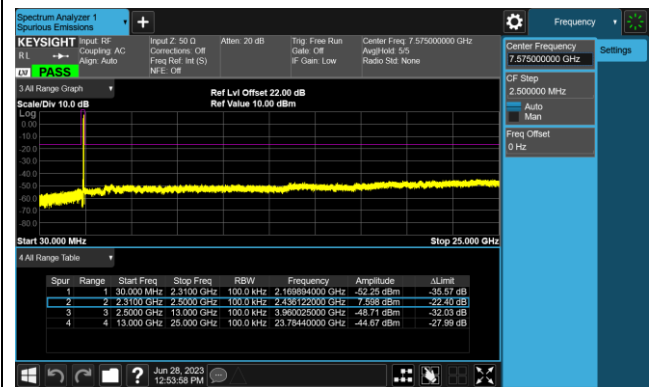 Spectrum Analyzer 1
Spurious Emissions
Frequency
KEYSIGHT Input: RF Input Z: 50 Ω Atten: 20 dB Trig: Free Run Center Freq: 7.575000000 GHz
RL Coupling: AC Corrections: Off Gate: Off Avg|Hold: 5/5
Align: Auto Freq Ref: Int (S) IF Gain: Low Radio Std: None
LXI PASS NFE: Off
Center Frequency
7.575000000 GHz
Settings
CF Step
2.500000 MHz
Auto
Man
Freq Offset
0 Hz
3 All Range Graph
Ref Lvl Offset 22.00 dB
Scale/Div 10.0 dB Ref Value 10.00 dBm
Log
0.00
-10.0
-20.0
-30.0
-40.0
-50.0
-60.0
-70.0
-80.0
Start 30.000 MHz Stop 25.000 GHz
4 All Range Table
Spur Range Start Freq Stop Freq RBW Frequency Amplitude ΔLimit
1 1 30.000 MHz 2.3100 GHz 100.0 kHz 2.169894000 GHz -52.25 dBm -35.57 dB
2 2 2.3100 GHz 2.5000 GHz 100.0 kHz 2.436122000 GHz 7.598 dBm -22.40 dB
3 3 2.5000 GHz 13.000 GHz 100.0 kHz 3.960025000 GHz -48.71 dBm -32.03 dB
4 4 13.000 GHz 25.000 GHz 100.0 kHz 23.78440000 GHz -44.67 dBm -27.99 dB
Jun 28, 2023
12:53:58 PM